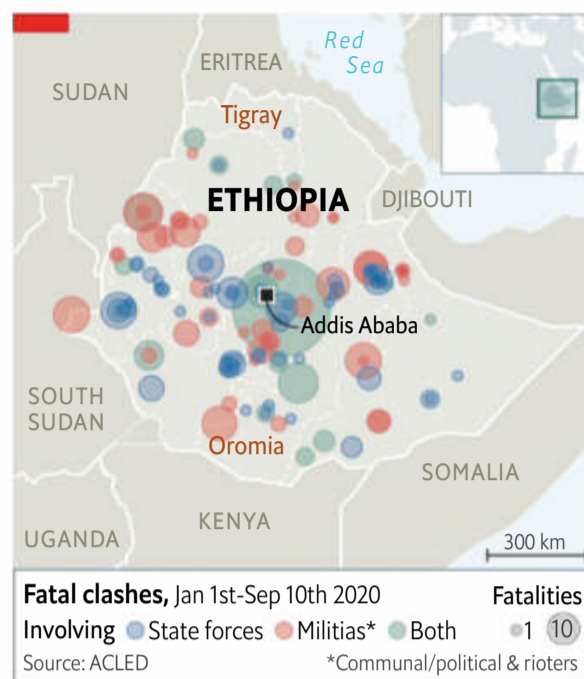 Red
Sea
ERITREA
SUDAN
Tigray
ETHIOPIA
DJIBOUTI
Addis Ababa
SOUTH
SUDAN
Oromia
SOMALIA
KENYA
UGANDA
300 km
Fatal clashes, Jan 1st-Sep 10th 2020
Fatalities
Involving State forces Militias* Both
1 10
Source: ACLED
*Communal/political & rioters